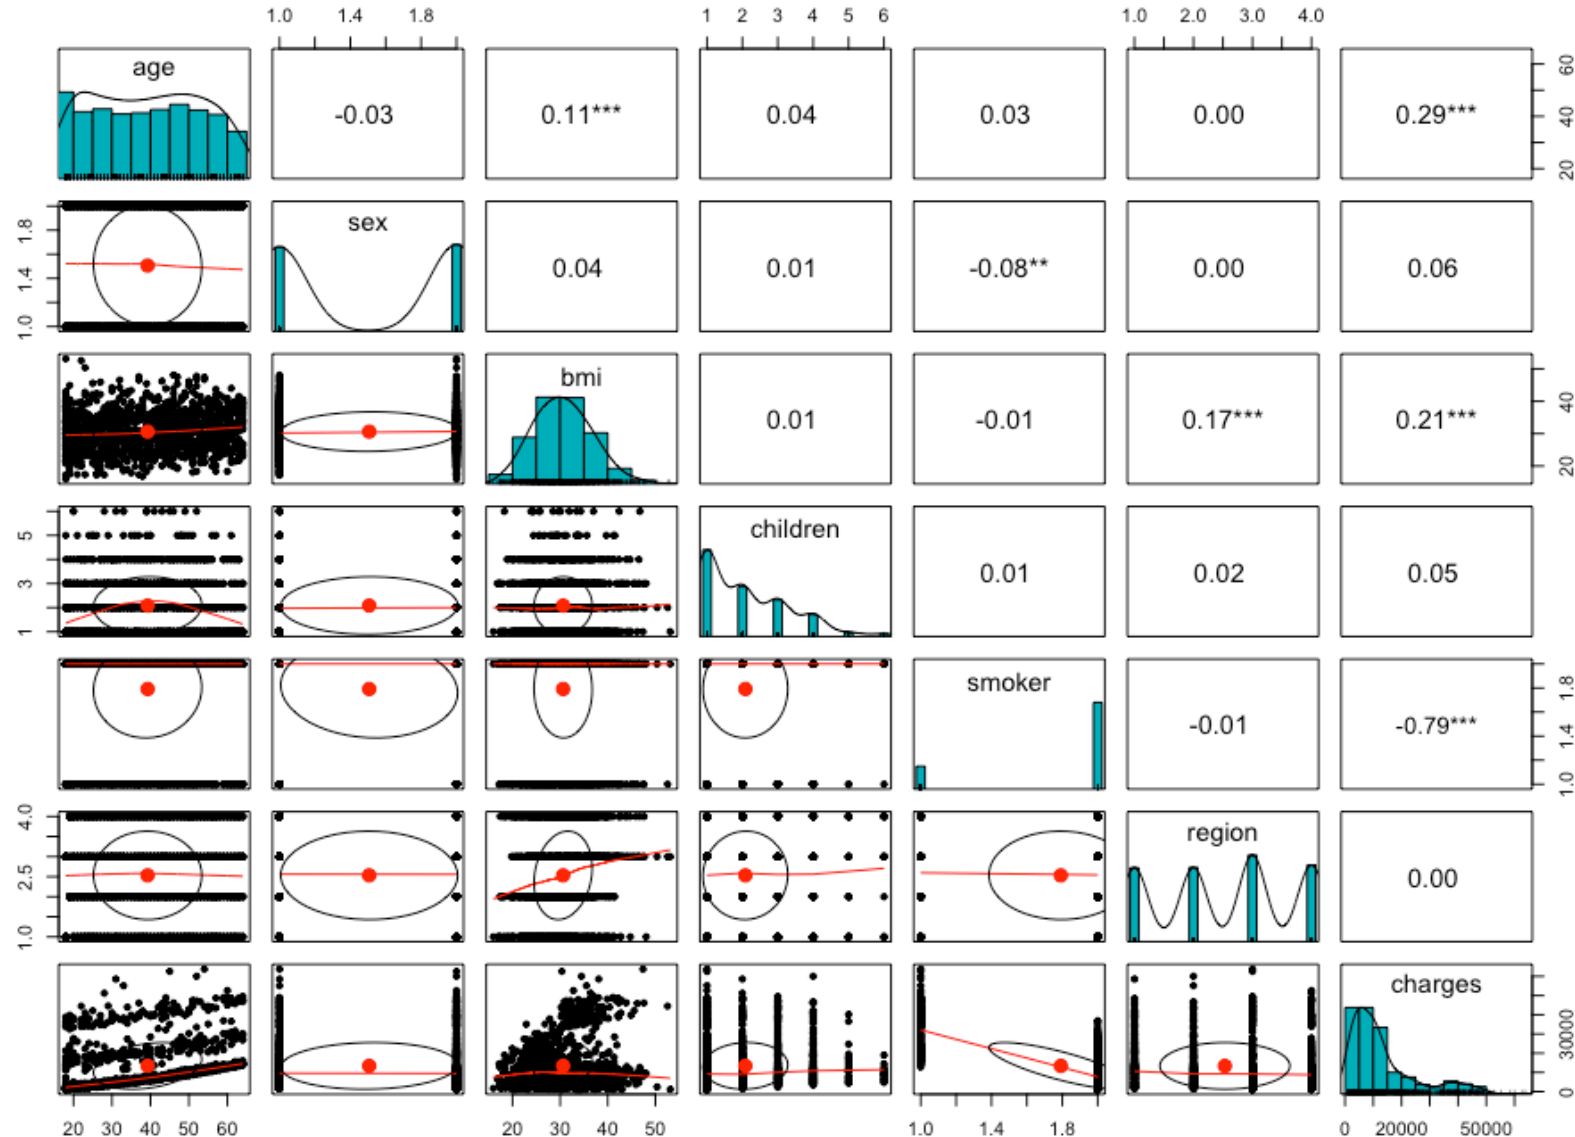 1.0 1.4 1.8 1 2 3 4 5 6 1.0 2.0 3.0 4.0
age -0.03 0.11*** 0.04 0.03 0.00 0.29*** 20 40 60
1.0 1.4 1.8 sex 0.04 0.01 -0.08** 0.00 0.06
bmi 0.01 -0.01 0.17*** 0.21*** 20 40
1 3 5 children 0.01 0.02 0.05
smoker -0.01 -0.79*** 1.0 1.4 1.8
1.0 2.5 4.0 region 0.00
charges 0 30000
20 30 40 50 60 20 30 40 50 1.0 1.4 1.8 0 20000 50000